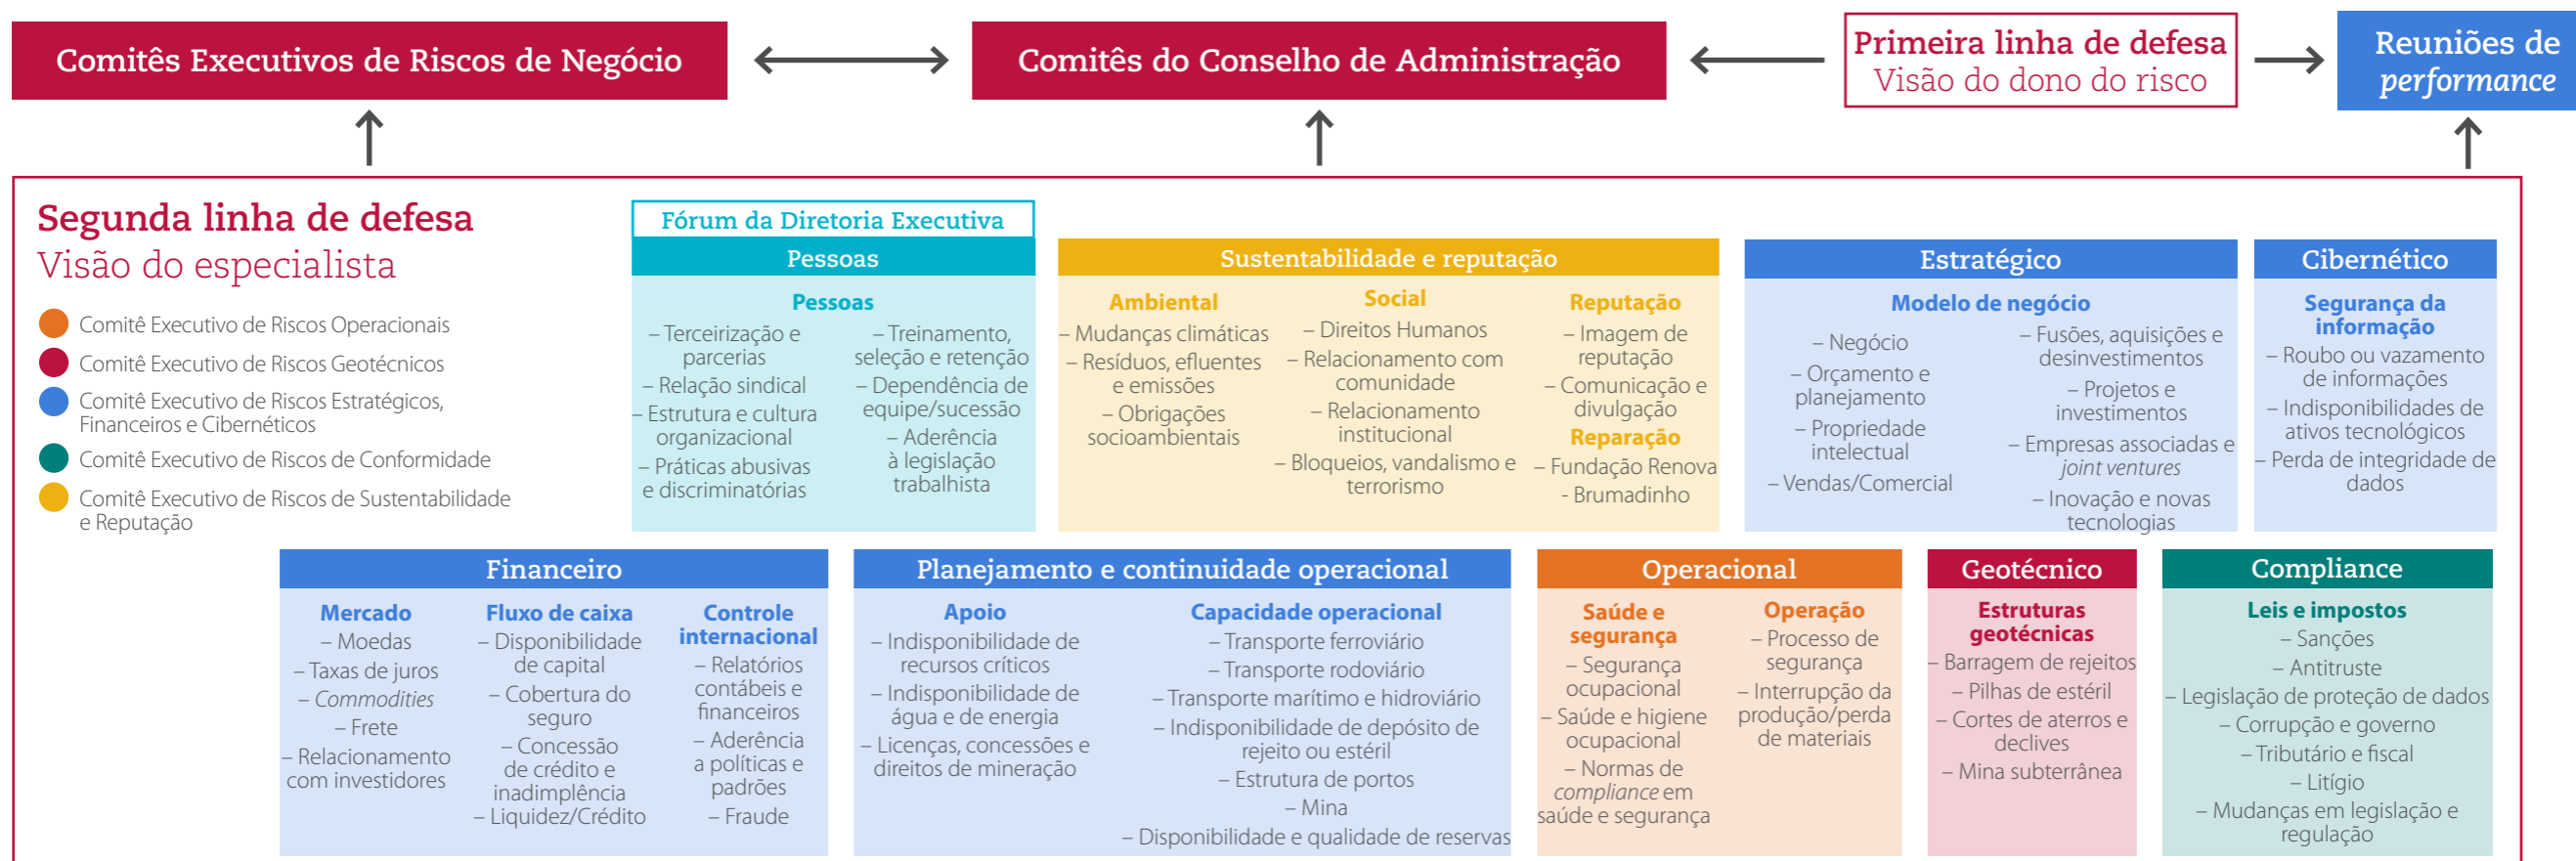 Comitês Executivos de Riscos de Negócio
Comitês do Conselho de Administração
Primeira linha de defesa
Visão do dono do risco
Reuniões de
performance
Segunda linha de defesa
Visão do especialista
Comitê Executivo de Riscos Operacionais
Comitê Executivo de Riscos Geotécnicos
Comitê Executivo de Riscos Estratégicos,
Financeiros e Cibernéticos
Comitê Executivo de Riscos de Conformidade
Comitê Executivo de Riscos de Sustentabilidade
e Reputação
Fórum da Diretoria Executiva
Pessoas
Pessoas
– Terceirização e
parcerias
– Relação sindical
– Estrutura e cultura
organizacional
– Práticas abusivas
e discriminatórias
– Treinamento,
seleção e retenção
– Dependência de
equipe/sucessão
– Aderência
à legislação
trabalhista
Sustentabilidade e reputação
Ambiental
– Mudanças climáticas
– Resíduos, efluentes
e emissões
– Obrigações
socioambientais
Social
– Direitos Humanos
– Relacionamento com
comunidade
– Relacionamento
institucional
– Bloqueios, vandalismo e
terrorismo
Reputação
– Imagem de
reputação
– Comunicação e
divulgação
Reparação
– Fundação Renova
- Brumadinho
Estratégico
Modelo de negócio
– Negócio
– Orçamento e
planejamento
– Propriedade
intelectual
– Vendas/Comercial
– Fusões, aquisições e
desinvestimentos
– Projetos e
investimentos
– Empresas associadas e
joint ventures
– Inovação e novas
tecnologias
Cibernético
Segurança da
informação
– Roubo ou vazamento
de informações
– Indisponibilidades de
ativos tecnológicos
– Perda de integridade de
dados
Financeiro
Mercado
– Moedas
– Taxas de juros
– Commodities
– Frete
– Relacionamento
com investidores
Fluxo de caixa
– Disponibilidade
de capital
– Cobertura do
seguro
– Concessão
de crédito e
inadimplência
– Liquidez/Crédito
Controle
internacional
– Relatórios
contábeis e
financeiros
– Aderência
a políticas e
padrões
– Fraude
Planejamento e continuidade operacional
Apoio
– Indisponibilidade de
recursos críticos
– Indisponibilidade de
água e de energia
– Licenças, concessões e
direitos de mineração
Capacidade operacional
– Transporte ferroviário
– Transporte rodoviário
– Transporte marítimo e hidroviário
– Indisponibilidade de depósito de
rejeito ou estéril
– Estrutura de portos
– Mina
– Disponibilidade e qualidade de reservas
Operacional
Saúde e
segurança
– Segurança
ocupacional
– Saúde e higiene
ocupacional
– Normas de
compliance em
saúde e segurança
Operação
– Processo de
segurança
– Interrupção da
produção/perda
de materiais
Geotécnico
Estruturas
geotécnicas
– Barragem de rejeitos
– Pilhas de estéril
– Cortes de aterros e
declives
– Mina subterrânea
Compliance
Leis e impostos
– Sanções
– Antitruste
– Legislação de proteção de dados
– Corrupção e governo
– Tributário e fiscal
– Litígio
– Mudanças em legislação e
regulação